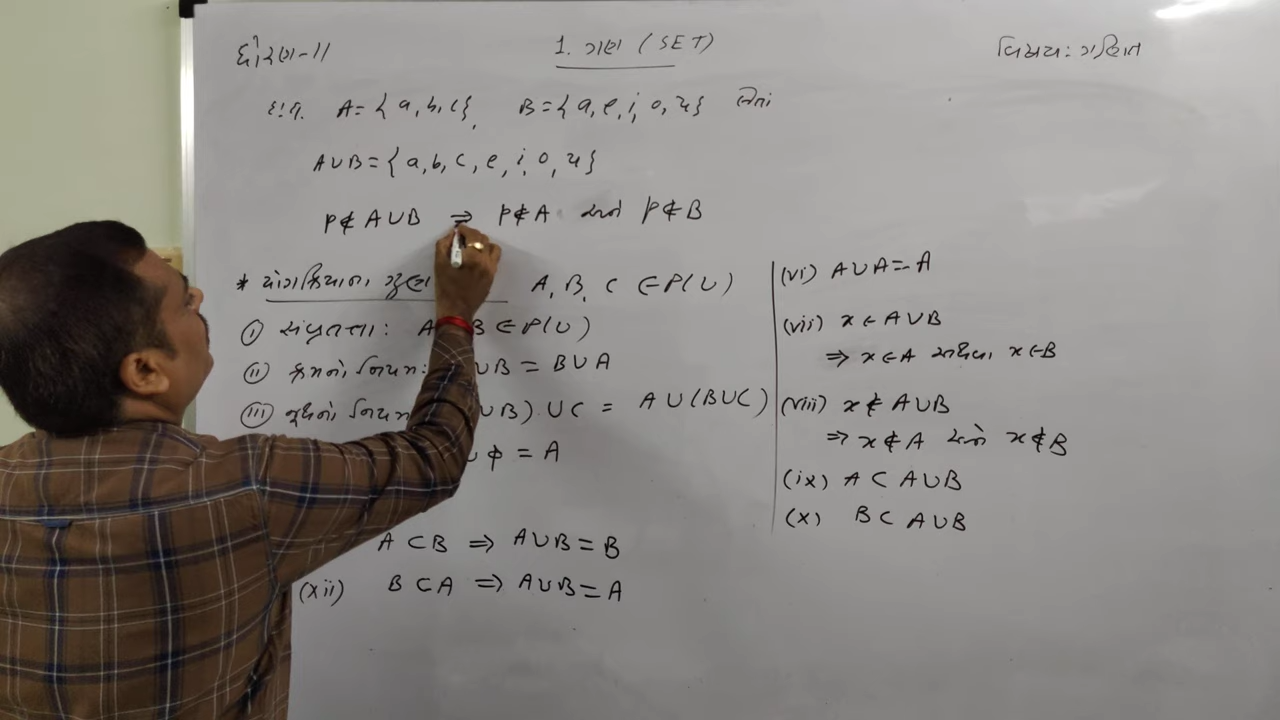 ધોરણ-11
1. ગણ (SET)
વિષય: ગણિત
દા.ત. A = { a, b, c }, B = { a, e, i, o, u } તેમાં
A∪B = { a, b, c, e, i, o, u }
p∉ A∪B ⇒ p∉A અને p∉B
* યોગક્રિયાના ગુણ A, B, C ∈ P(U)
(i) સંવૃતતા: A B ∈ P(U)
(ii) ક્રમનો નિયમ: ∪B = B∪A
(iii) જૂથનો નિયમ ∪B) ∪C = A∪(B∪C)
∪ ϕ = A
A ⊂ B ⇒ A∪B = B
(xii) B ⊂ A ⇒ A∪B = A
(vi) A∪A = A
(vii) x ∈ A∪B
⇒ x∈A અથવા x∈B
(viii) x ∉ A∪B
⇒ x∉A અને x∉B
(ix) A ⊂ A∪B
(x) B ⊂ A∪B